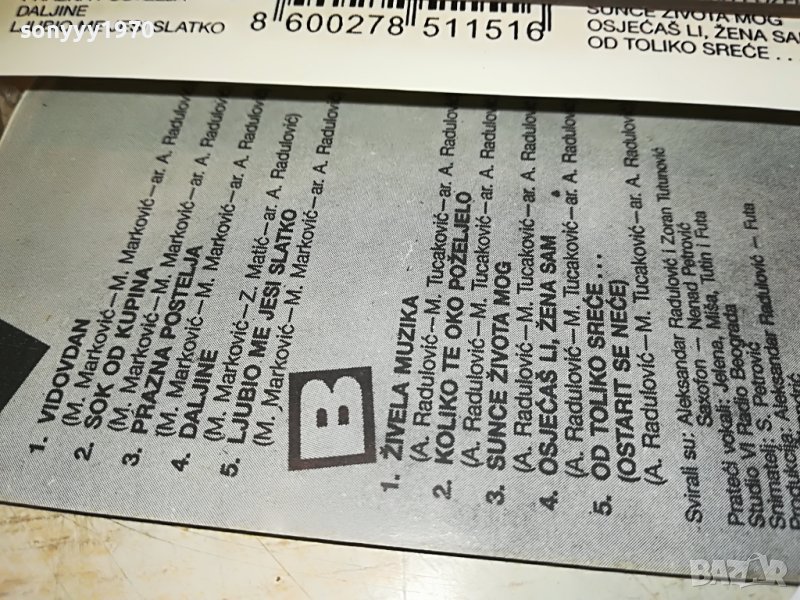 DALJINE
LJUBIO ME JESI SLATKO
8 600278 511516
SUNCE ŽIVOTA MOG
OSJEĆAŠ LI, ŽENA SAM
OD TOLIKO SREĆE . . .
sonyyy1970
1. VIDOVDAN
(M. Marković—M. Marković—ar. A. Radulović)
2. SOK OD KUPINA
(M. Marković—M. Marković—ar. A. Radulović)
3. PRAZNA POSTELJA
(M. Marković—M. Marković—ar. A. Radulović)
4. DALJINE
(M. Marković—Z. Matić—ar. A. Radulović)
5. LJUBIO ME JESI SLATKO
(M. Marković—M. Marković—ar. A. Radulović)
B
1. ŽIVELA MUZIKA
(A. Radulović—M. Tucaković—ar. A. Radulović)
2. KOLIKO TE OKO POŽELJELO
(A. Radulović—M. Tucaković—ar. A. Radulović)
3. SUNCE ŽIVOTA MOG
(A. Radulović—M. Tucaković—ar. A. Radulović)
4. OSJEĆAŠ LI, ŽENA SAM
(A. Radulović—M. Tucaković—ar. A. Radulović)
5. OD TOLIKO SREĆE...
(OSTARIT SE NEĆE)
(A. Radulović—M. Tucaković—ar. A. Radulović)
Svirali su: Aleksandar Radulović i Zoran Tutunović
Saxofon — Nenad Petrović
Prateći vokali: Jelena, Miša, Tutin i Futa
Studio VI Radio Beograda
Snimatelj: S. Petrović
Produkcija: Aleksandar Radulović — Futa
BAZAR